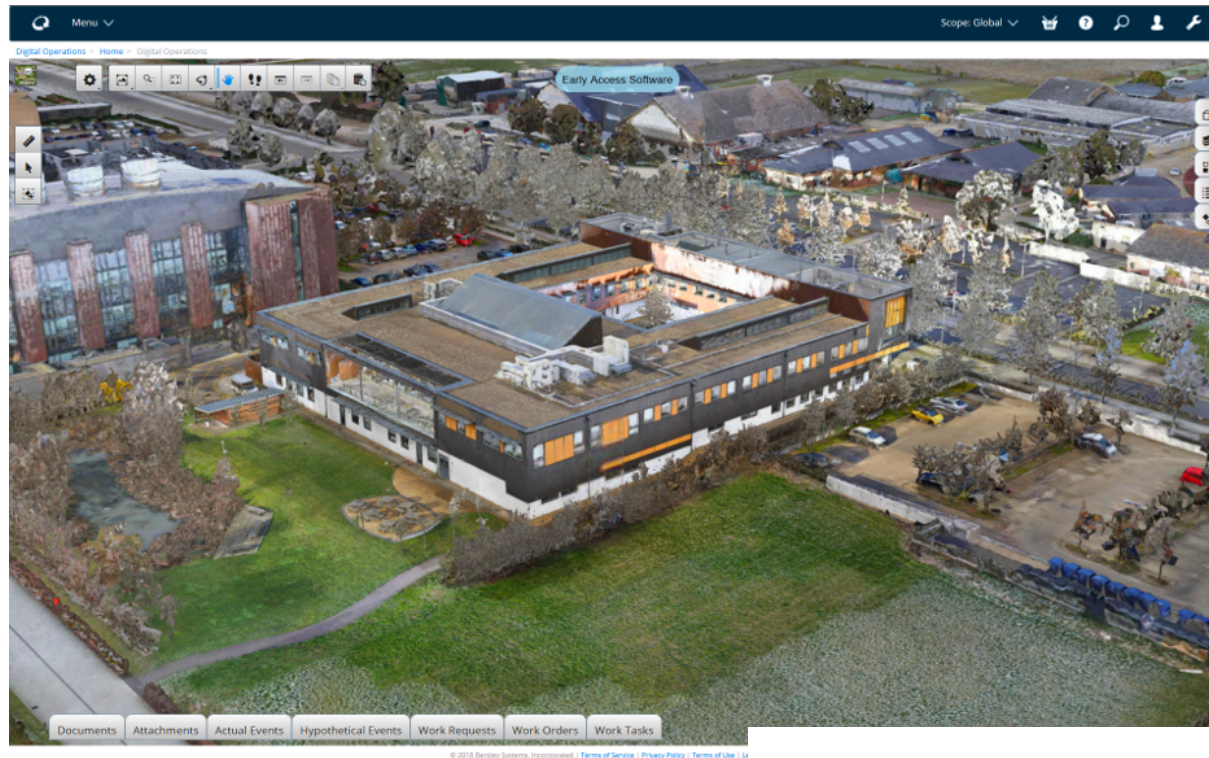 Menu
Scope: Global
Digital Operations > Home > Digital Operations
Early Access Software
Documents
Attachments
Actual Events
Hypothetical Events
Work Requests
Work Orders
Work Tasks
© 2018 Bentley Systems, Incorporated | Terms of Service | Privacy Policy | Terms of Use |